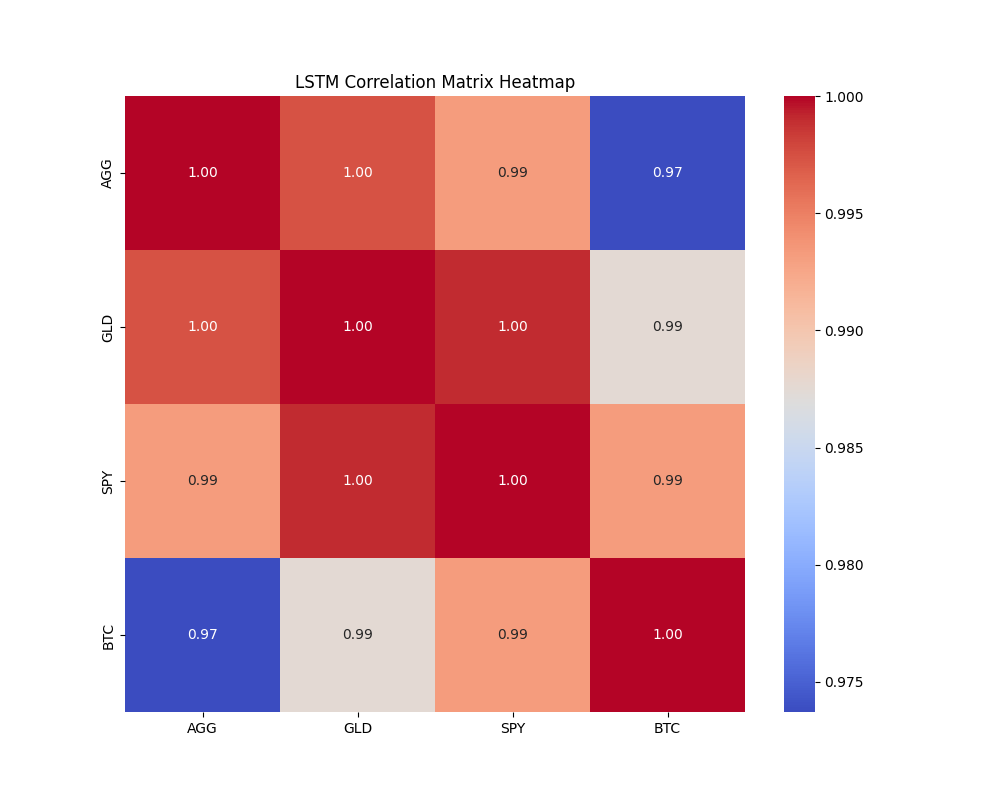 LSTM Correlation Matrix Heatmap
AGG 1.00 1.00 0.99 0.97
GLD 1.00 1.00 1.00 0.99
SPY 0.99 1.00 1.00 0.99
BTC 0.97 0.99 0.99 1.00
AGG GLD SPY BTC
1.000
0.995
0.990
0.985
0.980
0.975